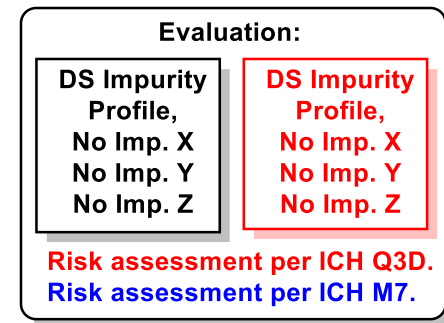 Evaluation:
DS Impurity
Profile,
No Imp. X
No Imp. Y
No Imp. Z
DS Impurity
Profile,
No Imp. X
No Imp. Y
No Imp. Z
Risk assessment per ICH Q3D.
Risk assessment per ICH M7.